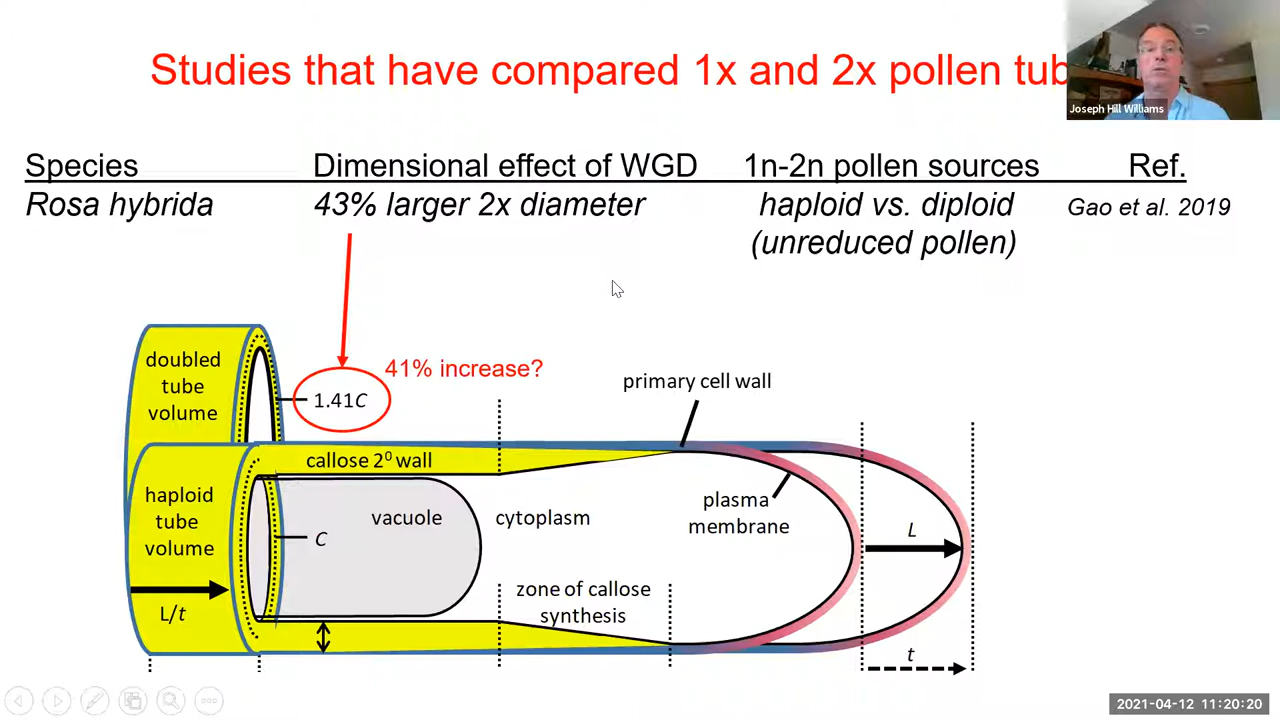 Studies that have compared 1x and 2x pollen tub
Joseph Hill Williams
Species Dimensional effect of WGD 1n-2n pollen sources Ref.
Rosa hybrida 43% larger 2x diameter haploid vs. diploid Gao et al. 2019
(unreduced pollen)
41% increase?
doubled
tube
volume
1.41C
primary cell wall
callose 2⁰ wall
haploid
tube
volume
vacuole
cytoplasm
plasma
membrane
L
C
zone of callose
synthesis
L/t
t
2021-04-12 11:20:20